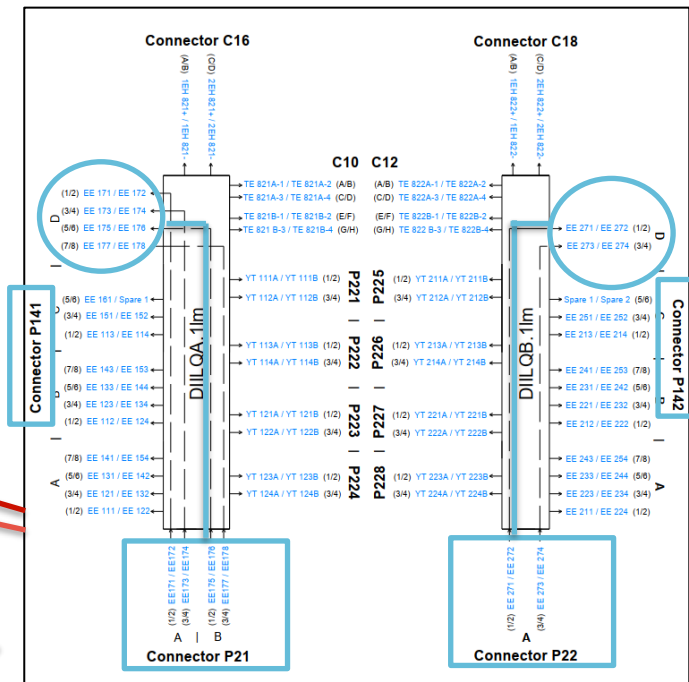 Connector C16
Connector C18
(A/B) 1EH 821+ / 1EH 821-
(C/D) 2EH 821+ / 2EH 821-
(A/B) 1EH 822+ / 1EH 822-
(C/D) 2EH 822+ / 2EH 822-
C10 C12
TE 821A-1 / TE 821A-2 (A/B)
TE 821A-3 / TE 821A-4 (C/D)
TE 821B-1 / TE 821B-2 (E/F)
TE 821 B-3 / TE 821B-4 (G/H)
(A/B) TE 822A-1 / TE 822A-2
(C/D) TE 822A-3 / TE 822A-4
(E/F) TE 822B-1 / TE 822B-2
(G/H) TE 822 B-3 / TE 822B-4
(1/2) EE 171 / EE 172
(3/4) EE 173 / EE 174
(5/6) EE 175 / EE 176
(7/8) EE 177 / EE 178
(5/6) EE 161 / Spare 1
(3/4) EE 151 / EE 152
(1/2) EE 113 / EE 114
(7/8) EE 143 / EE 153
(5/6) EE 133 / EE 144
(3/4) EE 123 / EE 134
(1/2) EE 112 / EE 124
(7/8) EE 141 / EE 154
(5/6) EE 131 / EE 142
(3/4) EE 121 / EE 132
(1/2) EE 111 / EE 122
A | B | C | D
Connector P141
DIILQA.1lm
YT 111A / YT 111B (1/2)
YT 112A / YT 112B (3/4)
YT 113A / YT 113B (1/2)
YT 114A / YT 114B (3/4)
YT 121A / YT 121B (1/2)
YT 122A / YT 122B (3/4)
YT 123A / YT 123B (1/2)
YT 124A / YT 124B (3/4)
P221 | P222 | P223 | P224
P225 | P226 | P227 | P228
(1/2) YT 211A / YT 211B
(3/4) YT 212A / YT 212B
(1/2) YT 213A / YT 213B
(3/4) YT 214A / YT 214B
(1/2) YT 221A / YT 221B
(3/4) YT 222A / YT 222B
(1/2) YT 223A / YT 223B
(3/4) YT 224A / YT 224B
DIILQB.1lm
EE 271 / EE 272 (1/2)
EE 273 / EE 274 (3/4)
Spare 1 / Spare 2 (5/6)
EE 251 / EE 252 (3/4)
EE 213 / EE 214 (1/2)
EE 241 / EE 253 (7/8)
EE 231 / EE 242 (5/6)
EE 221 / EE 232 (3/4)
EE 212 / EE 222 (1/2)
EE 243 / EE 254 (7/8)
EE 233 / EE 244 (5/6)
EE 223 / EE 234 (3/4)
EE 211 / EE 224 (1/2)
D | C | B | A
Connector P142
(1/2) EE171 / EE172
(3/4) EE173 / EE174
(1/2) EE175 / EE176
(3/4) EE177 / EE178
A | B
Connector P21
(1/2) EE 271 / EE 272
(3/4) EE 273 / EE 274
A
Connector P22